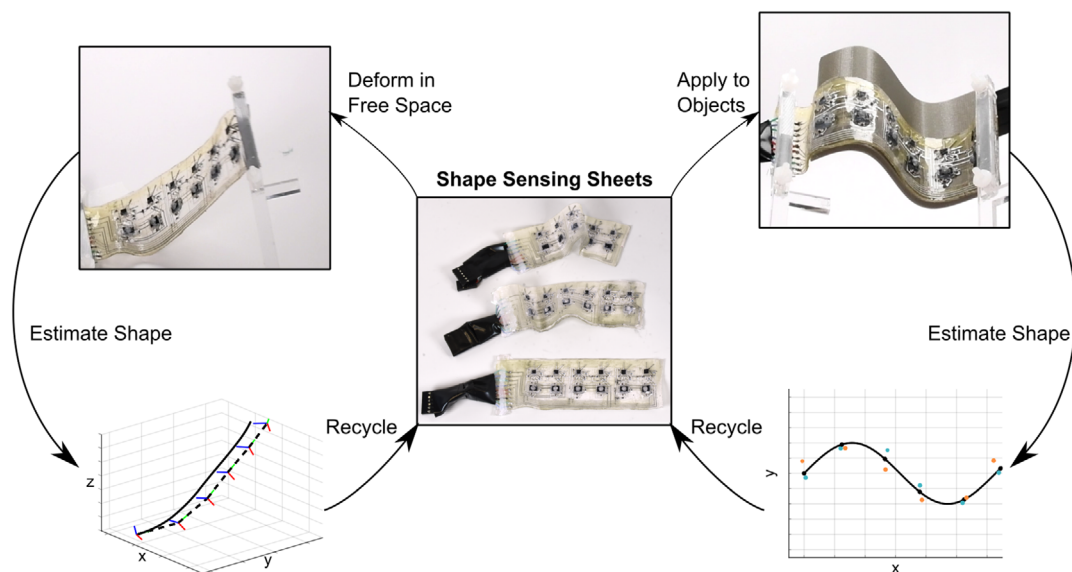 Deform in
Free Space
Apply to
Objects
Shape Sensing Sheets
Estimate Shape
Estimate Shape
Recycle
Recycle
z
x
y
y
x